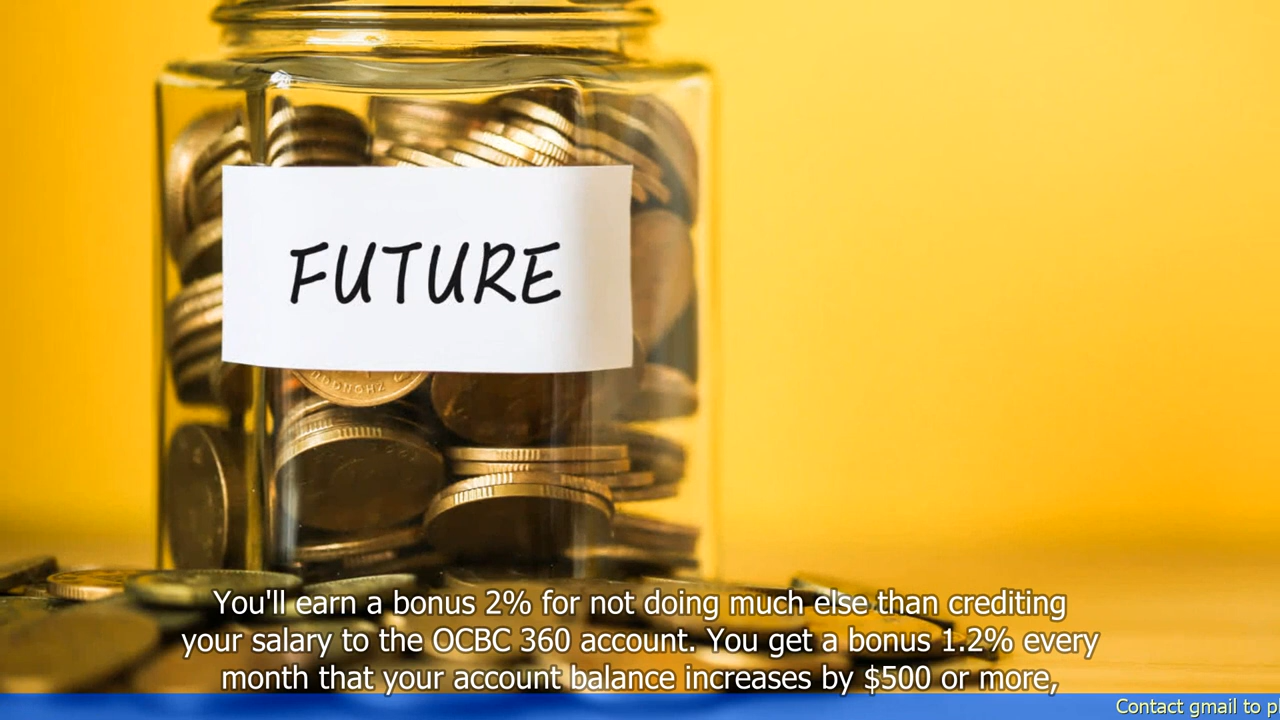 FUTURE
You'll earn a bonus 2% for not doing much else than crediting
your salary to the OCBC 360 account. You get a bonus 1.2% every
month that your account balance increases by $500 or more,
Contact gmail to p